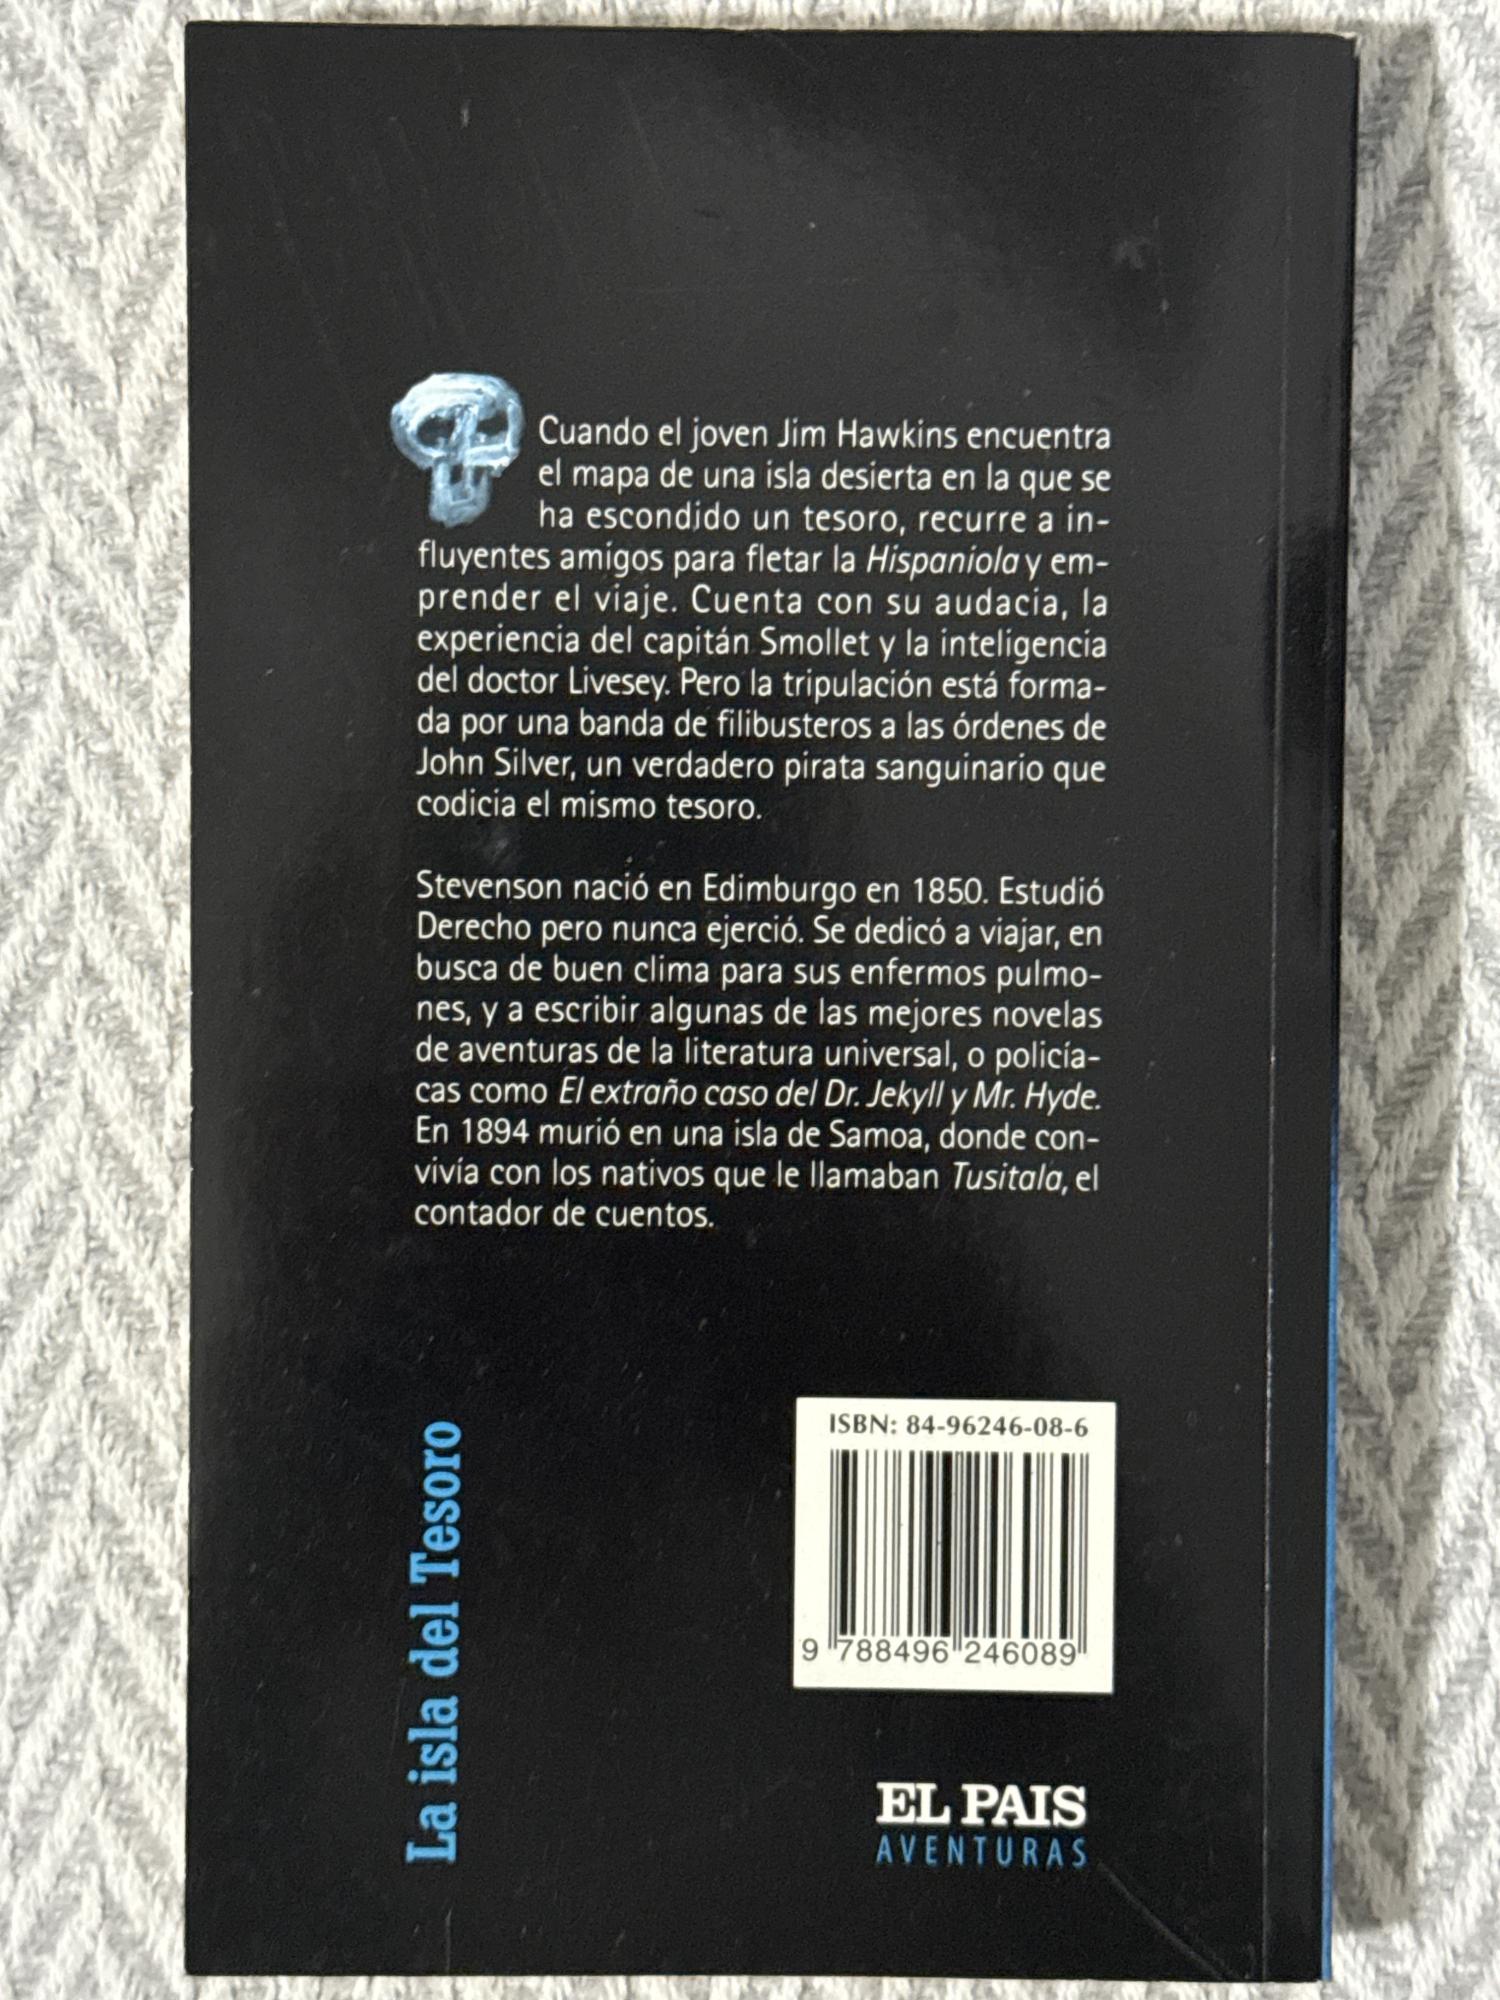 Cuando el joven Jim Hawkins encuentra
el mapa de una isla desierta en la que se
ha escondido un tesoro, recurre a in-
fluyentes amigos para fletar la Hispaniola y em-
prender el viaje. Cuenta con su audacia, la
experiencia del capitán Smollet y la inteligencia
del doctor Livesey. Pero la tripulación está forma-
da por una banda de filibusteros a las órdenes de
John Silver, un verdadero pirata sanguinario que
codicia el mismo tesoro.
Stevenson nació en Edimburgo en 1850. Estudió
Derecho pero nunca ejerció. Se dedicó a viajar, en
busca de buen clima para sus enfermos pulmo-
nes, y a escribir algunas de las mejores novelas
de aventuras de la literatura universal, o policía-
cas como El extraño caso del Dr. Jekyll y Mr. Hyde.
En 1894 murió en una isla de Samoa, donde con-
vivía con los nativos que le llamaban Tusitala, el
contador de cuentos.
La isla del Tesoro
ISBN: 84-96246-08-6
9 788496 246089
EL PAIS
AVENTURAS